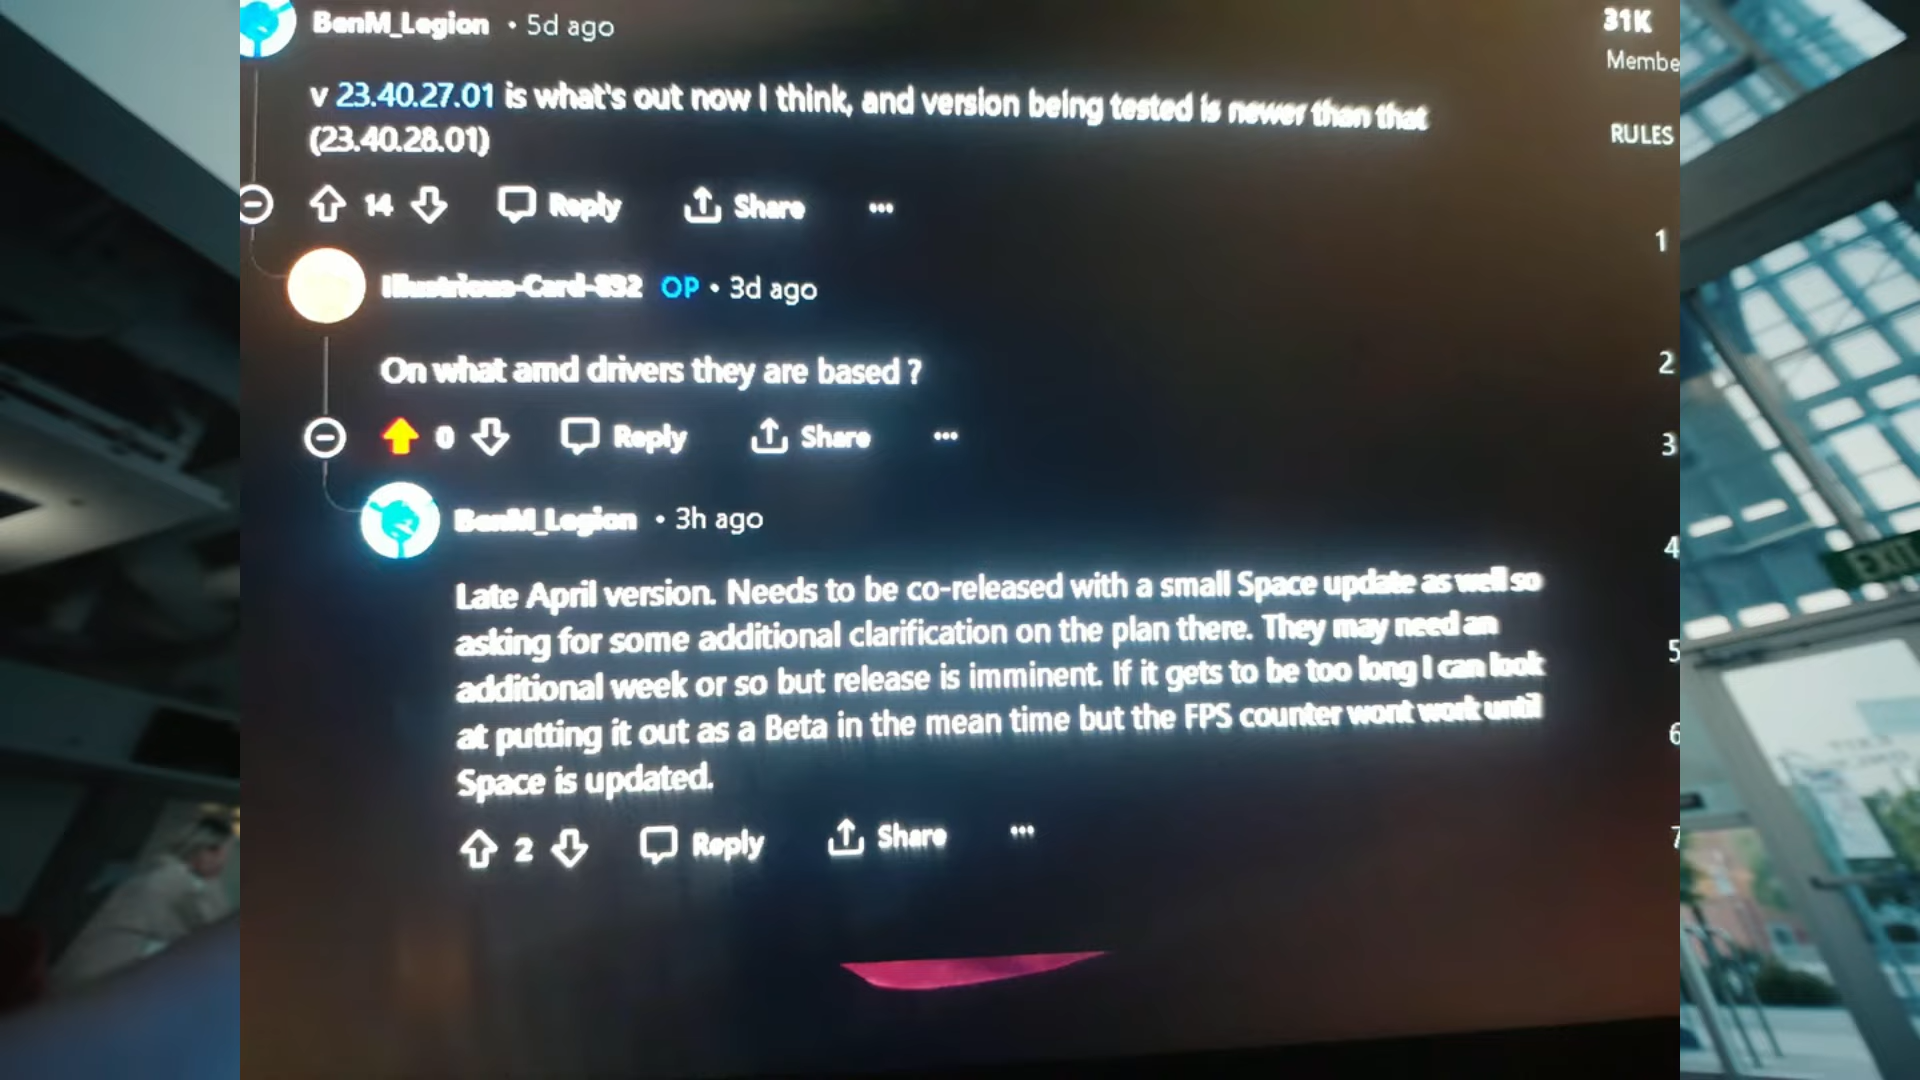 BenM_Legion • 5d ago
31K
Membe
v 23.40.27.01 is what's out now I think, and version being tested is newer than that
(23.40.28.01)
RULES
14 Reply Share ...
1
Illustrious-Card-832 OP • 3d ago
On what amd drivers they are based ?
2
0 Reply Share ...
3
BenM_Legion • 3h ago
4
EXIT
Late April version. Needs to be co-released with a small Space update as well so
asking for some additional clarification on the plan there. They may need an
5
additional week or so but release is imminent. If it gets to be too long I can look
at putting it out as a Beta in the mean time but the FPS counter wont work until
6
Space is updated.
2 Reply Share ...
7